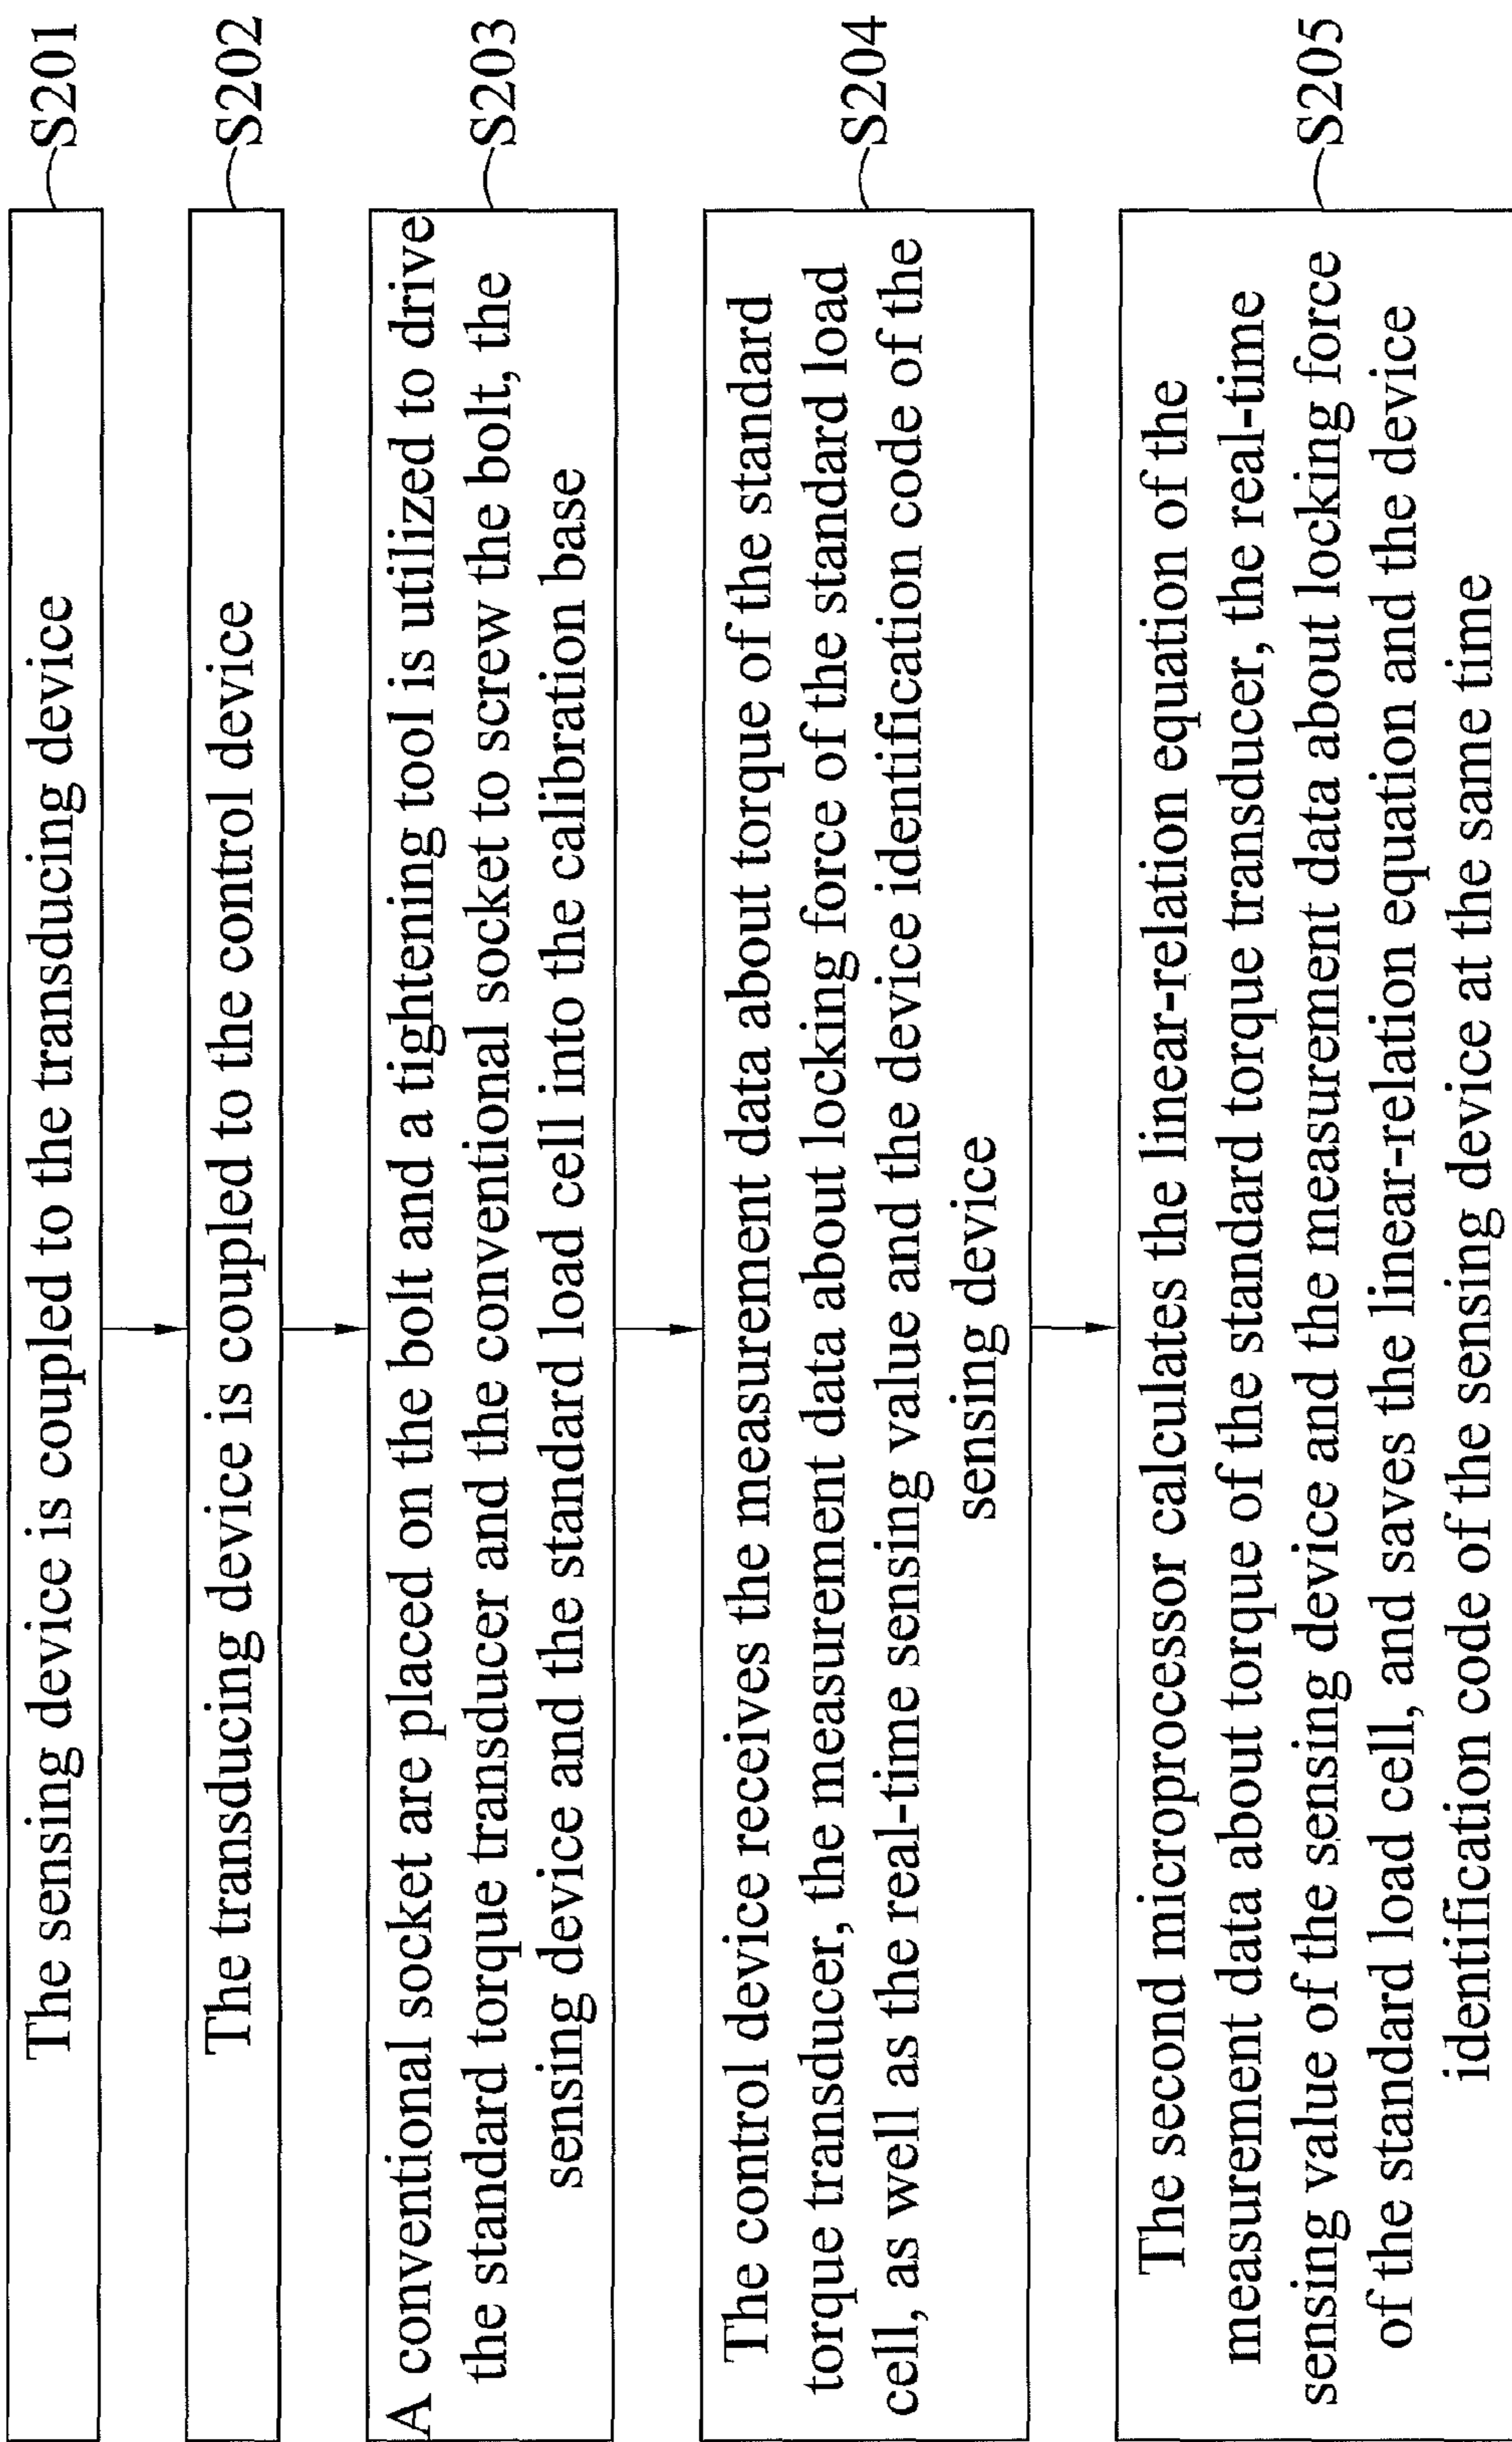 The sensing device is coupled to the transducing device
S201
The transducing device is coupled to the control device
S202
A conventional socket are placed on the bolt and a tightening tool is utilized to drive
the standard torque transducer and the conventional socket to screw the bolt, the
sensing device and the standard load cell into the calibration base
S203
The control device receives the measurement data about torque of the standard
torque transducer, the measurement data about locking force of the standard load
cell, as well as the real-time sensing value and the device identification code of the
sensing device
S204
The second microprocessor calculates the linear-relation equation of the
measurement data about torque of the standard torque transducer, the real-time
sensing value of the sensing device and the measurement data about locking force
of the standard load cell, and saves the linear-relation equation and the device
identification code of the sensing device at the same time
S205